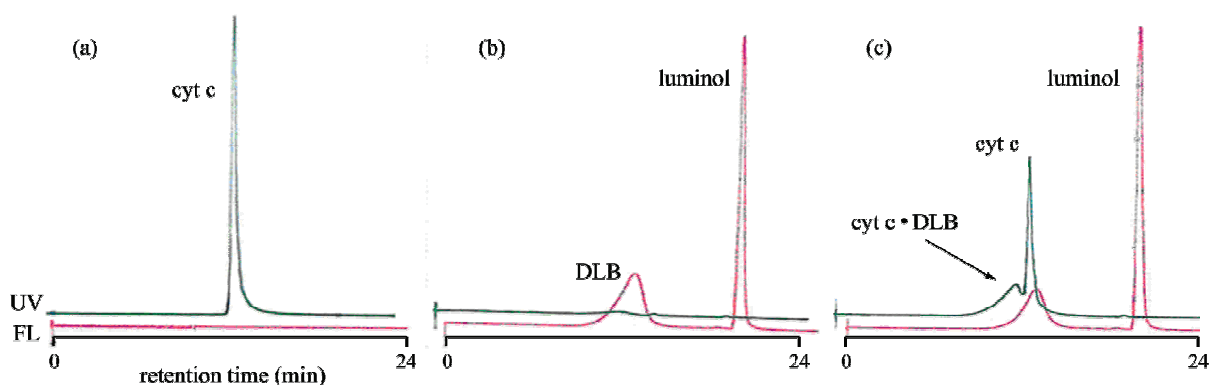 (a)
cyt c
UV
FL
0
24
retention time (min)
(b)
luminol
DLB
0
24
(c)
luminol
cyt c
cyt c • DLB
0
24